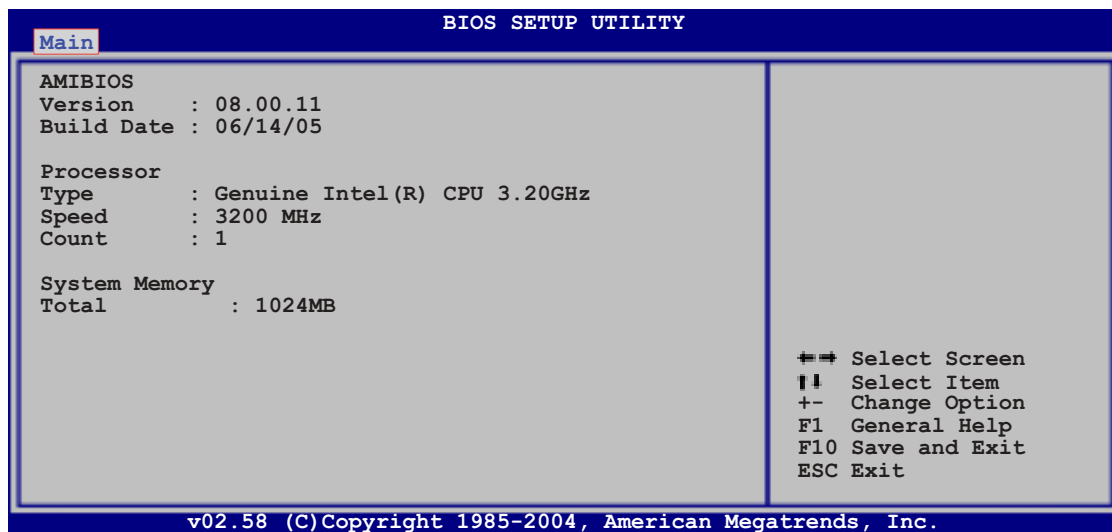 BIOS SETUP UTILITY
Main
AMIBIOS
Version : 08.00.11
Build Date : 06/14/05
Processor
Type : Genuine Intel(R) CPU 3.20GHz
Speed : 3200 MHz
Count : 1
System Memory
Total : 1024MB
←→ Select Screen
↑↓ Select Item
+- Change Option
F1 General Help
F10 Save and Exit
ESC Exit
v02.58 (C)Copyright 1985-2004, American Megatrends, Inc.